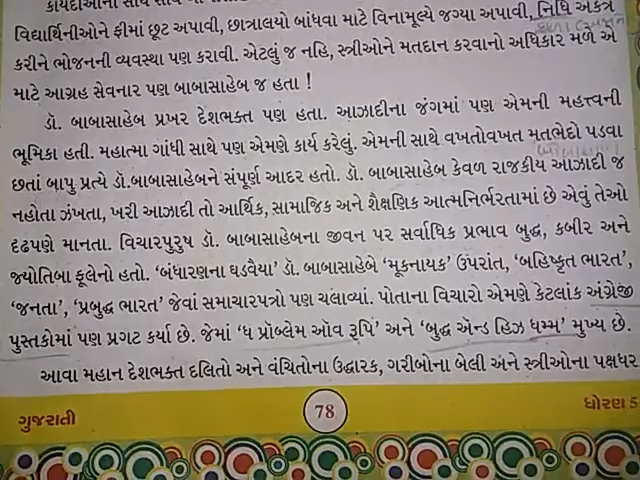 વિદ્યાર્થિનીઓને ફીમાં છૂટ અપાવી, છાત્રાલયો બાંધવા માટે વિનામૂલ્યે જગ્યા અપાવી, નિધિ એકત્ર
કરીને ભોજનની વ્યવસ્થા પણ કરાવી. એટલું જ નહિ, સ્ત્રીઓને મતદાન કરવાનો અધિકાર મળે એ
માટે આગ્રહ સેવનાર પણ બાબાસાહેબ જ હતા !
ડૉ. બાબાસાહેબ પ્રખર દેશભક્ત પણ હતા. આઝાદીના જંગમાં પણ એમની મહત્ત્વની
ભૂમિકા હતી. મહાત્મા ગાંધી સાથે પણ એમણે કાર્ય કરેલું. એમની સાથે વખતોવખત મતભેદો પડવા
છતાં બાપુ પ્રત્યે ડૉ.બાબાસાહેબને સંપૂર્ણ આદર હતો. ડૉ. બાબાસાહેબ કેવળ રાજકીય આઝાદી જ
નહોતા ઝંખતા, ખરી આઝાદી તો આર્થિક, સામાજિક અને શૈક્ષણિક આત્મનિર્ભરતામાં છે એવું તેઓ
દૃઢપણે માનતા. વિચારપુરુષ ડૉ. બાબાસાહેબના જીવન પર સર્વાધિક પ્રભાવ બુદ્ધ, કબીર અને
જ્યોતિબા ફૂલેનો હતો. 'બંધારણના ઘડવૈયા' ડૉ. બાબાસાહેબે 'મૂકનાયક' ઉપરાંત, 'બહિષ્કૃત ભારત',
'જનતા', 'પ્રબુદ્ધ ભારત' જેવાં સમાચારપત્રો પણ ચલાવ્યાં. પોતાના વિચારો એમણે કેટલાંક અંગ્રેજી
પુસ્તકોમાં પણ પ્રગટ કર્યા છે. જેમાં 'ધ પ્રૉબ્લેમ ઑવ રૂપિ' અને 'બુદ્ધ ઍન્ડ હિઝ ધમ્મ' મુખ્ય છે.
આવા મહાન દેશભક્ત દલિતો અને વંચિતોના ઉદ્ધારક, ગરીબોના બેલી અને સ્ત્રીઓના પક્ષધર
ગુજરાતી
78
ધોરણ 5